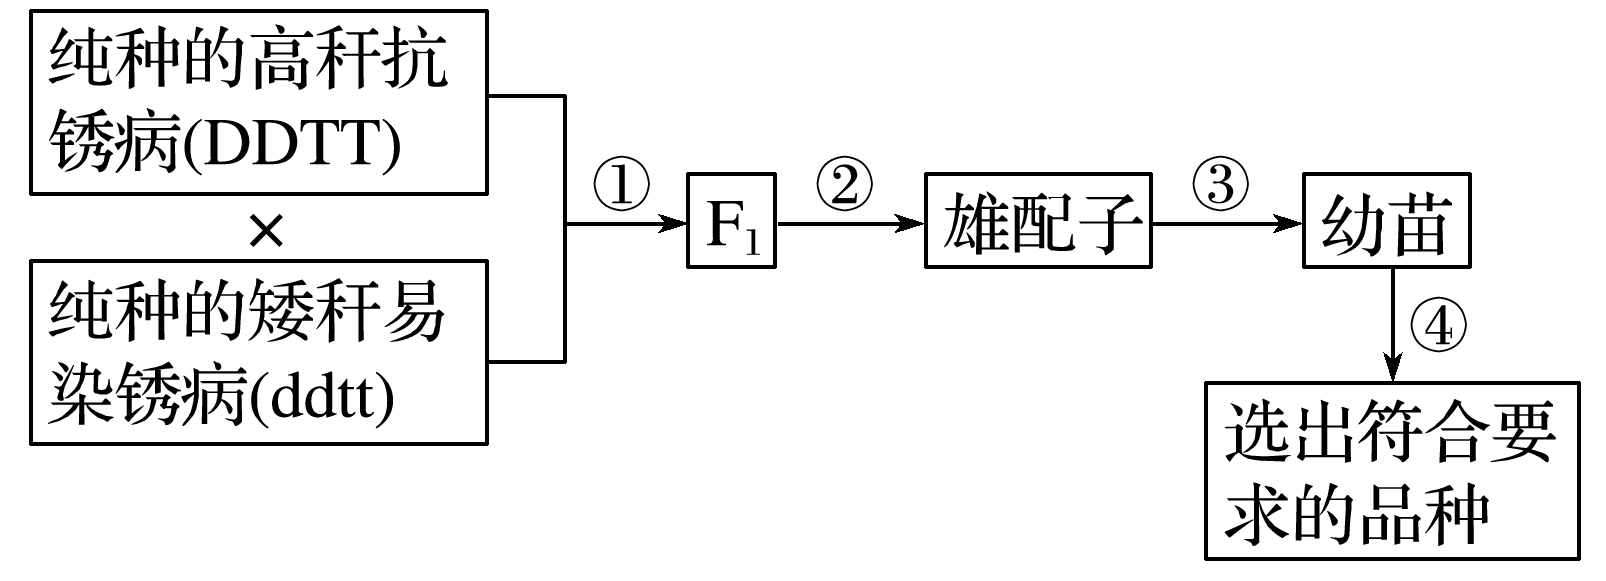 纯种的高秆抗
锈病(DDTT)
×
纯种的矮秆易
染锈病(ddtt)
①
F₁
②
雄配子
③
幼苗
④
选出符合要
求的品种